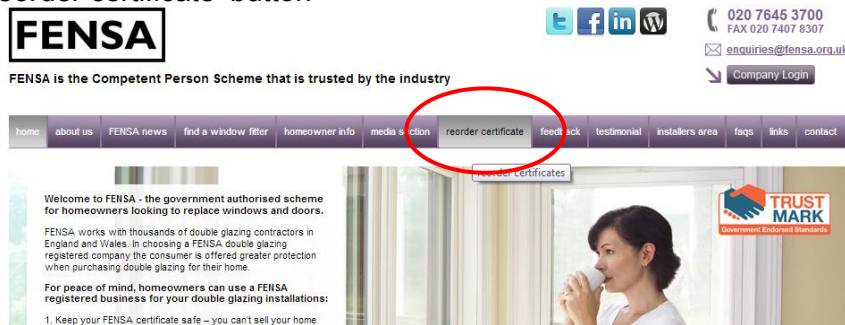 reorder certificate" button
FENSA
FENSA is the Competent Person Scheme that is trusted by the industry
020 7645 3700
FAX 020 7407 8307
enquiries@fensa.org.uk
Company Login
home about us FENSA news find a window fitter homeowner info media section reorder certificate feedback testimonial installers area faqs links contact
reorder certificates
Welcome to FENSA - the government authorised scheme
for homeowners looking to replace windows and doors.
FENSA works with thousands of double glazing contractors in
England and Wales. In choosing a FENSA double glazing
registered company the consumer is offered greater protection
when purchasing double glazing for their home.
For peace of mind, homeowners can use a FENSA
registered business for your double glazing installations:
1. Keep your FENSA certificate safe – you can't sell your home
TRUST
MARK
Government Endorsed Standards